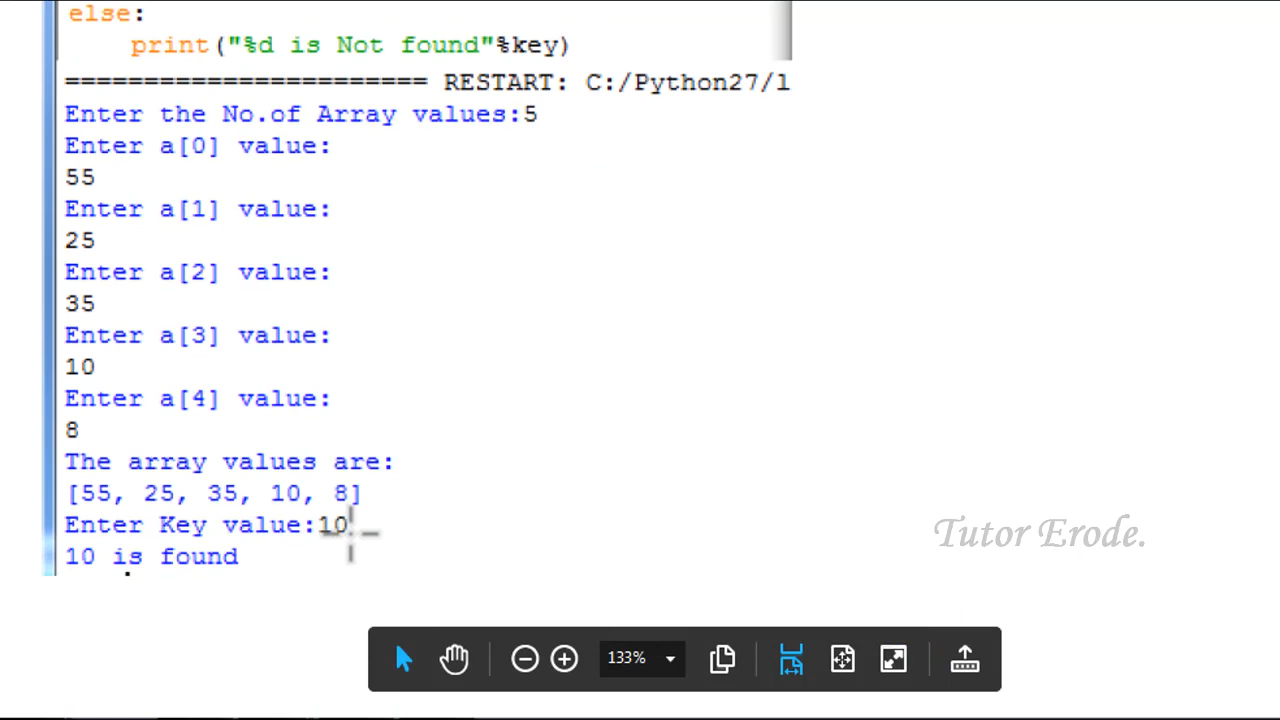 else:
print("%d is Not found"%key)
======================= RESTART: C:/Python27/l
Enter the No.of Array values:5
Enter a[0] value:
55
Enter a[1] value:
25
Enter a[2] value:
35
Enter a[3] value:
10
Enter a[4] value:
8
The array values are:
[55, 25, 35, 10, 8]
Enter Key value:10
10 is found
Tutor Erode.
133%